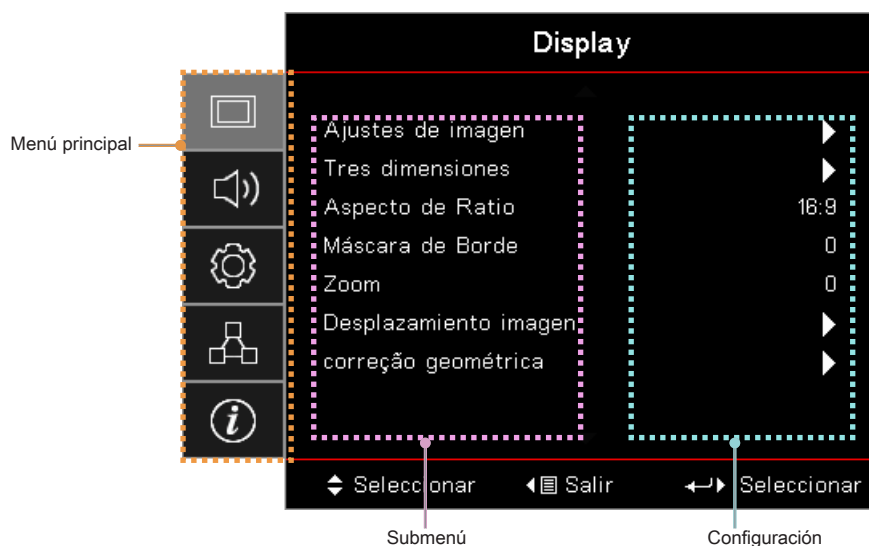 Display
Menú principal
Ajustes de imagen
Tres dimensiones
Aspecto de Ratio 16:9
Máscara de Borde 0
Zoom 0
Desplazamiento imagen
correção geométrica
Seleccionar Salir Seleccionar
Submenú Configuración